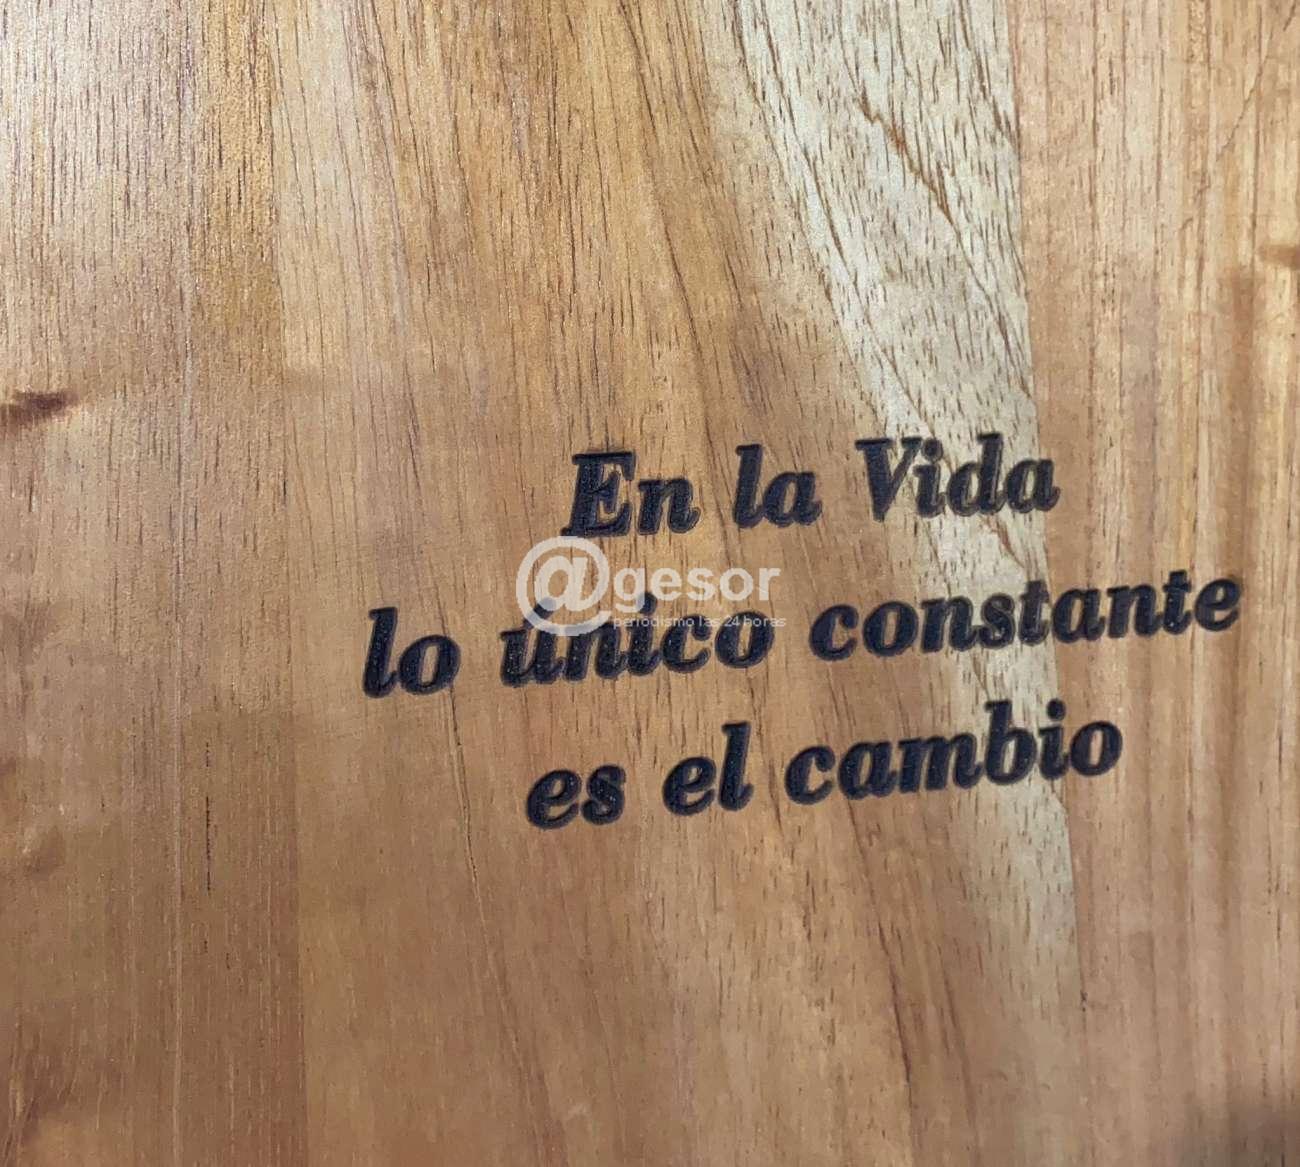 En la Vida
@gesor
periodismo las 24 horas
lo único constante
es el cambio